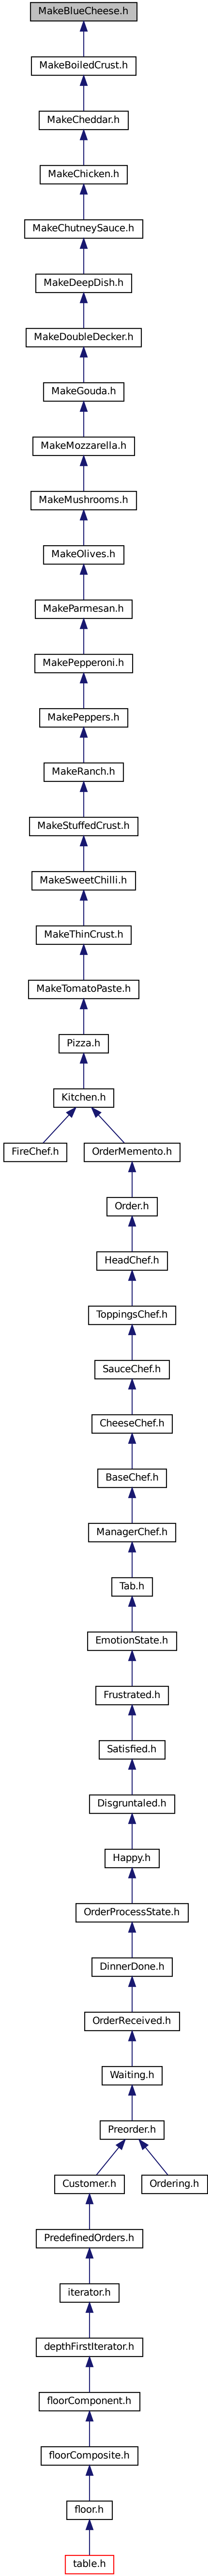 MakeBlueCheese.h
MakeBoiledCrust.h
MakeCheddar.h
MakeChicken.h
MakeChutneySauce.h
MakeDeepDish.h
MakeDoubleDecker.h
MakeGouda.h
MakeMozzarella.h
MakeMushrooms.h
MakeOlives.h
MakeParmesan.h
MakePepperoni.h
MakePeppers.h
MakeRanch.h
MakeStuffedCrust.h
MakeSweetChilli.h
MakeThinCrust.h
MakeTomatoPaste.h
Pizza.h
Kitchen.h
FireChef.h
OrderMemento.h
Order.h
HeadChef.h
ToppingsChef.h
SauceChef.h
CheeseChef.h
BaseChef.h
ManagerChef.h
Tab.h
EmotionState.h
Frustrated.h
Satisfied.h
Disgruntaled.h
Happy.h
OrderProcessState.h
DinnerDone.h
OrderReceived.h
Waiting.h
Preorder.h
Customer.h
Ordering.h
PredefinedOrders.h
iterator.h
depthFirstIterator.h
floorComponent.h
floorComposite.h
floor.h
table.h